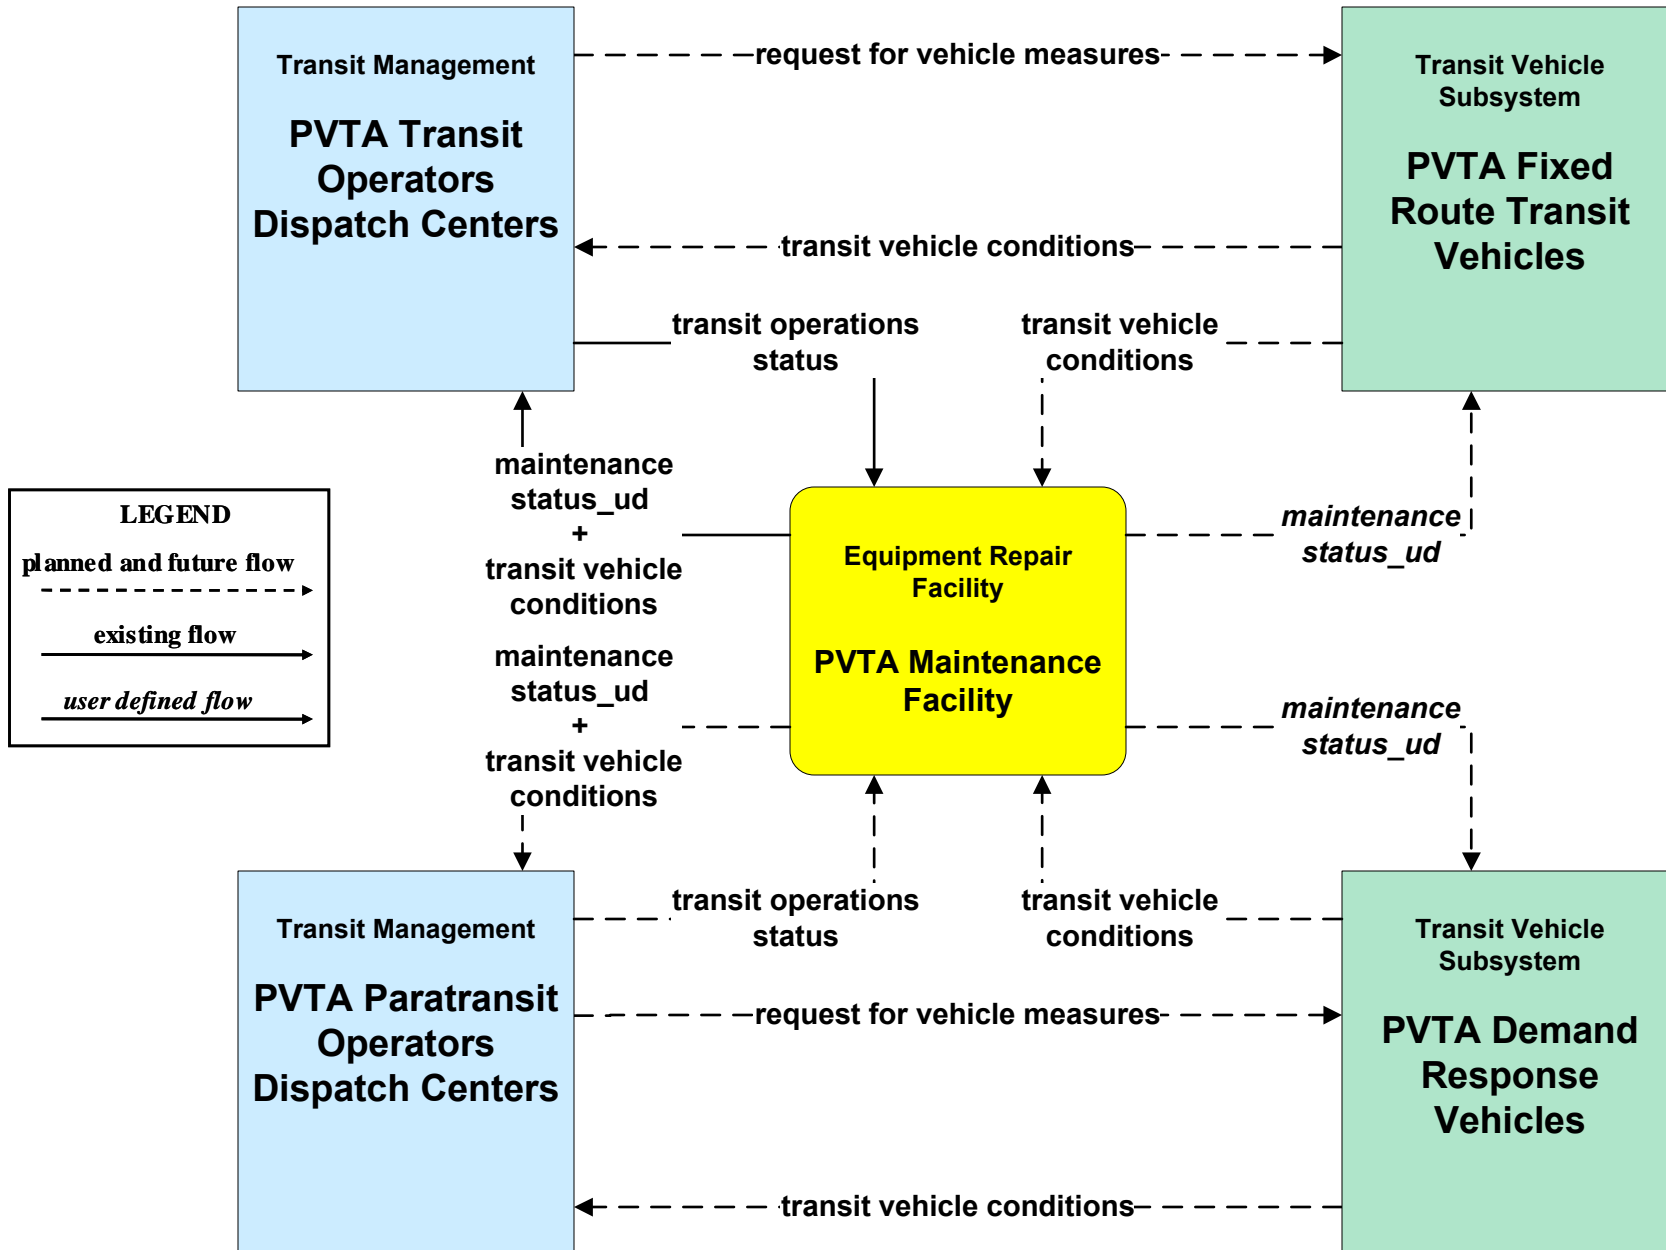 Transit Management
PVTA Transit
Operators
Dispatch Centers
request for vehicle measures
Transit Vehicle
Subsystem
PVTA Fixed
Route Transit
Vehicles
transit vehicle conditions
transit operations
status
transit vehicle
conditions
maintenance
status_ud
+
transit vehicle
conditions
maintenance
status_ud
+
transit vehicle
conditions
LEGEND
planned and future flow
existing flow
user defined flow
Equipment Repair
Facility
PVTA Maintenance
Facility
maintenance
status_ud
maintenance
status_ud
Transit Management
PVTA Paratransit
Operators
Dispatch Centers
transit operations
status
transit vehicle
conditions
request for vehicle measures
transit vehicle conditions
Transit Vehicle
Subsystem
PVTA Demand
Response
Vehicles